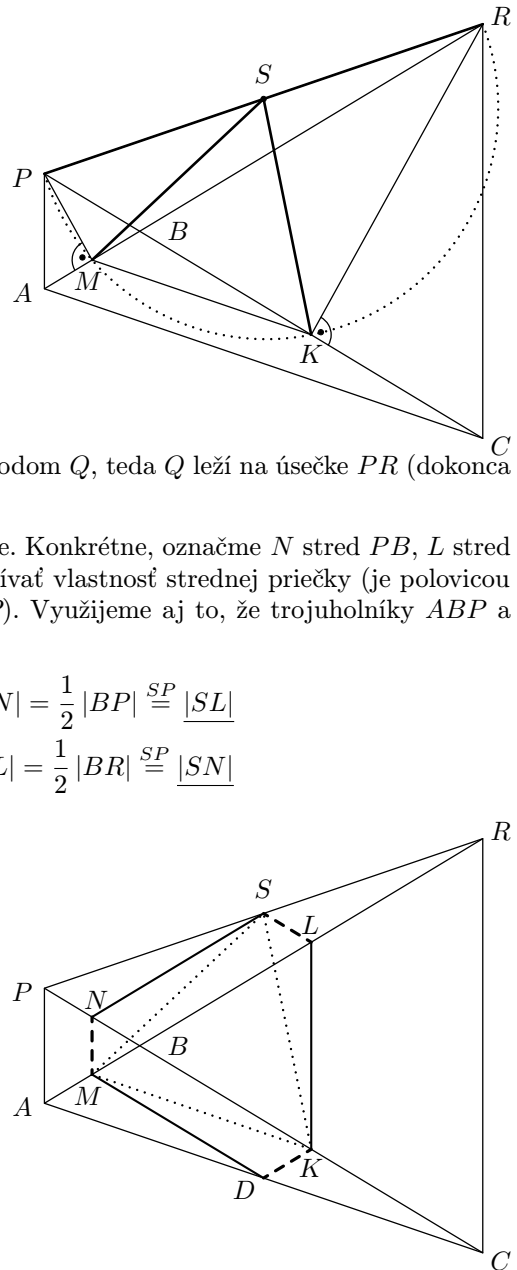 R
S
P
B
M
A
K
C
odom Q, teda Q leží na úsečke PR (dokonca
e. Konkrétne, označme N stred PB, L stred
ívať vlastnosť strednej priečky (je polovicou
P). Využijeme aj to, že trojuholníky ABP a
N| = 1/2 |BP| SP= |SL|
L| = 1/2 |BR| SP= |SN|
R
S
L
P
N
B
M
A
K
D
C